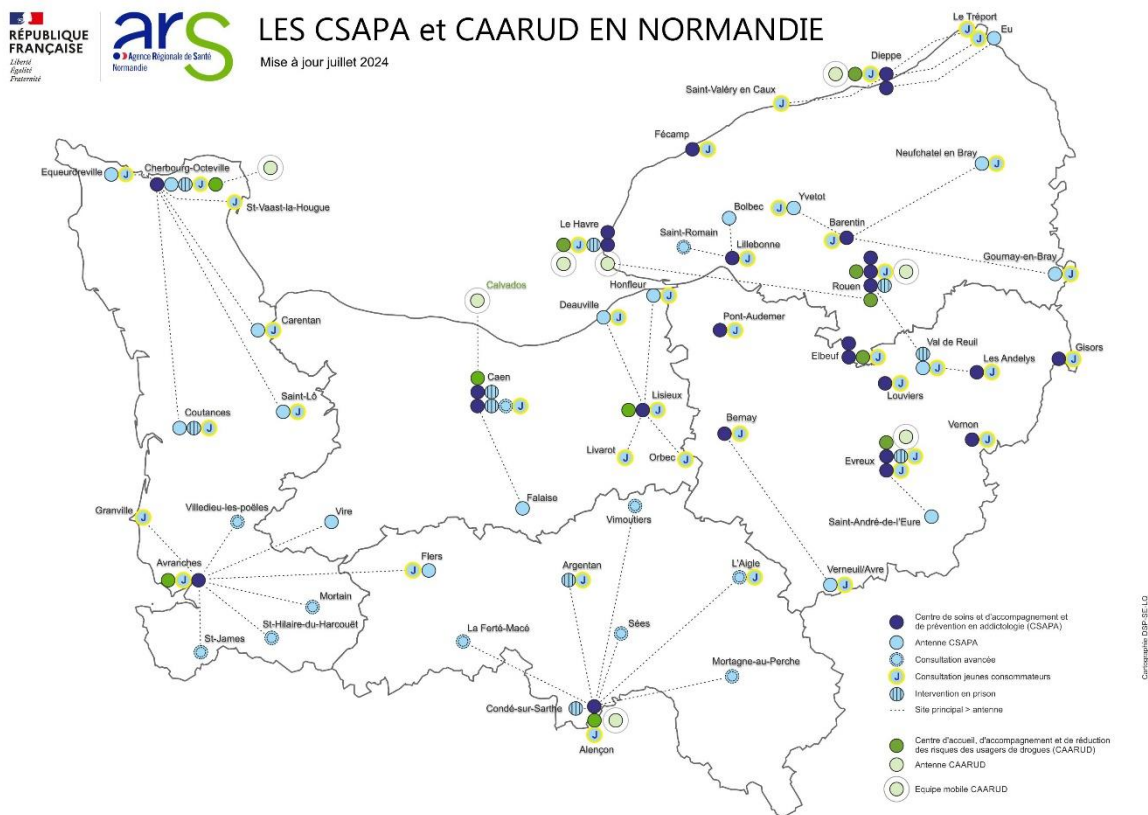 RÉPUBLIQUE
FRANÇAISE
Liberté
Égalité
Fraternité
ars
Agence Régionale de Santé
Normandie
LES CSAPA et CAARUD EN NORMANDIE
Mise à jour juillet 2024
Le Tréport
Eu
Dieppe
J
J
J
Saint-Valéry en Caux
J
Fécamp
J
Neufchatel en Bray
J
Equeurdreville
J
Cherbourg-Octeville
J
St-Vaast-la-Hougue
J
Bolbec
Yvetot
J
Barentin
J
Le Havre
J
Saint-Romain
Lillebonne
J
Gournay-en-Bray
J
Rouen
J
Calvados
Honfleur
J
Deauville
J
Carentan
J
Pont-Audemer
J
Elbeuf
J
Val de Reuil
J
Les Andelys
J
Gisors
J
Louviers
J
Caen
J
Saint-Lô
J
Coutances
J
Lisieux
J
Bernay
J
Vernon
J
Livarot
J
Orbec
J
Evreux
J
J
Falaise
Granville
J
Villedieu-les-poêles
Vire
Vimoutiers
Saint-André-de-l'Eure
Avranches
J
Flers
J
Argentan
J
L'Aigle
J
Verneuil/Avre
J
Mortain
St-Hilaire-du-Harcouët
St-James
La Ferté-Macé
Sées
Mortagne-au-Perche
Condé-sur-Sarthe
J
Alençon
Centre de soins et d'accompagnement et
de prévention en addictologie (CSAPA)
Antenne CSAPA
Consultation avancée
J
Consultation jeunes consommateurs
Intervention en prison
Site principal > antenne
Centre d'accueil, d'accompagnement et de réduction
des risques des usagers de drogues (CAARUD)
Antenne CAARUD
Equipe mobile CAARUD
Cartographie DSP-SE-LO